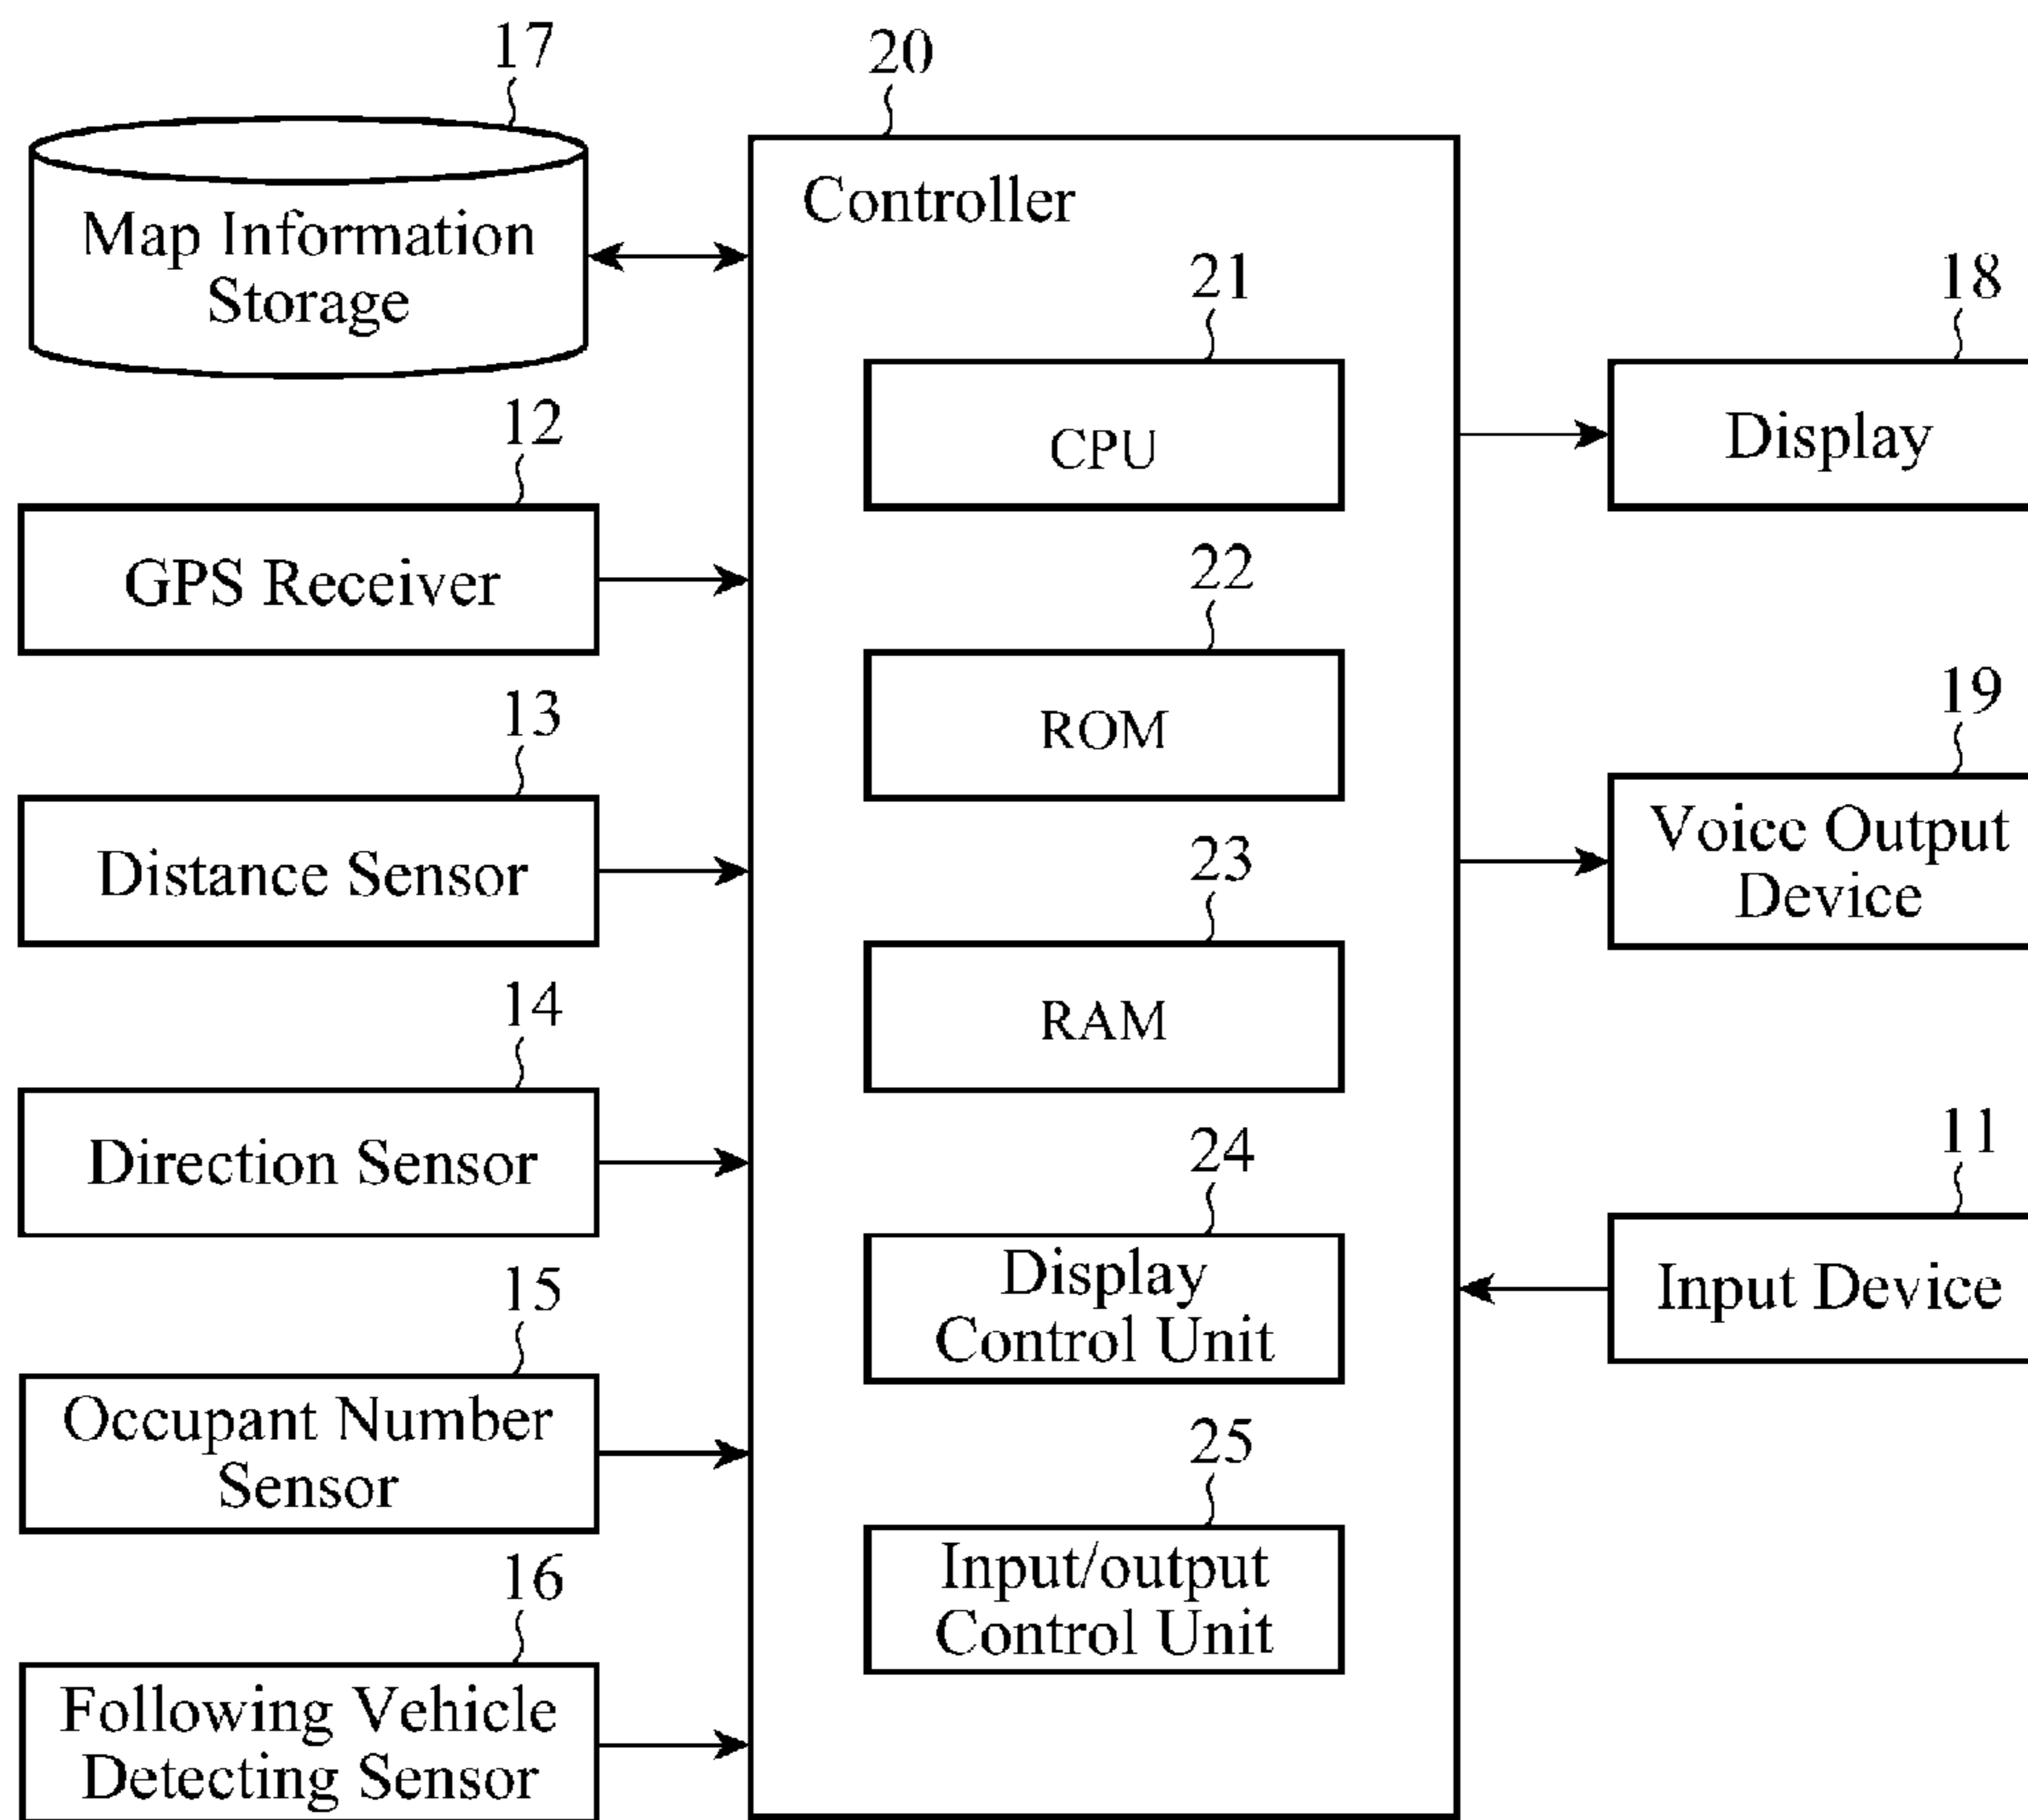 17
Map Information
Storage
12
GPS Receiver
13
Distance Sensor
14
Direction Sensor
15
Occupant Number
Sensor
16
Following Vehicle
Detecting Sensor
20
Controller
21
CPU
22
ROM
23
RAM
24
Display
Control Unit
25
Input/output
Control Unit
18
Display
19
Voice Output
Device
11
Input Device